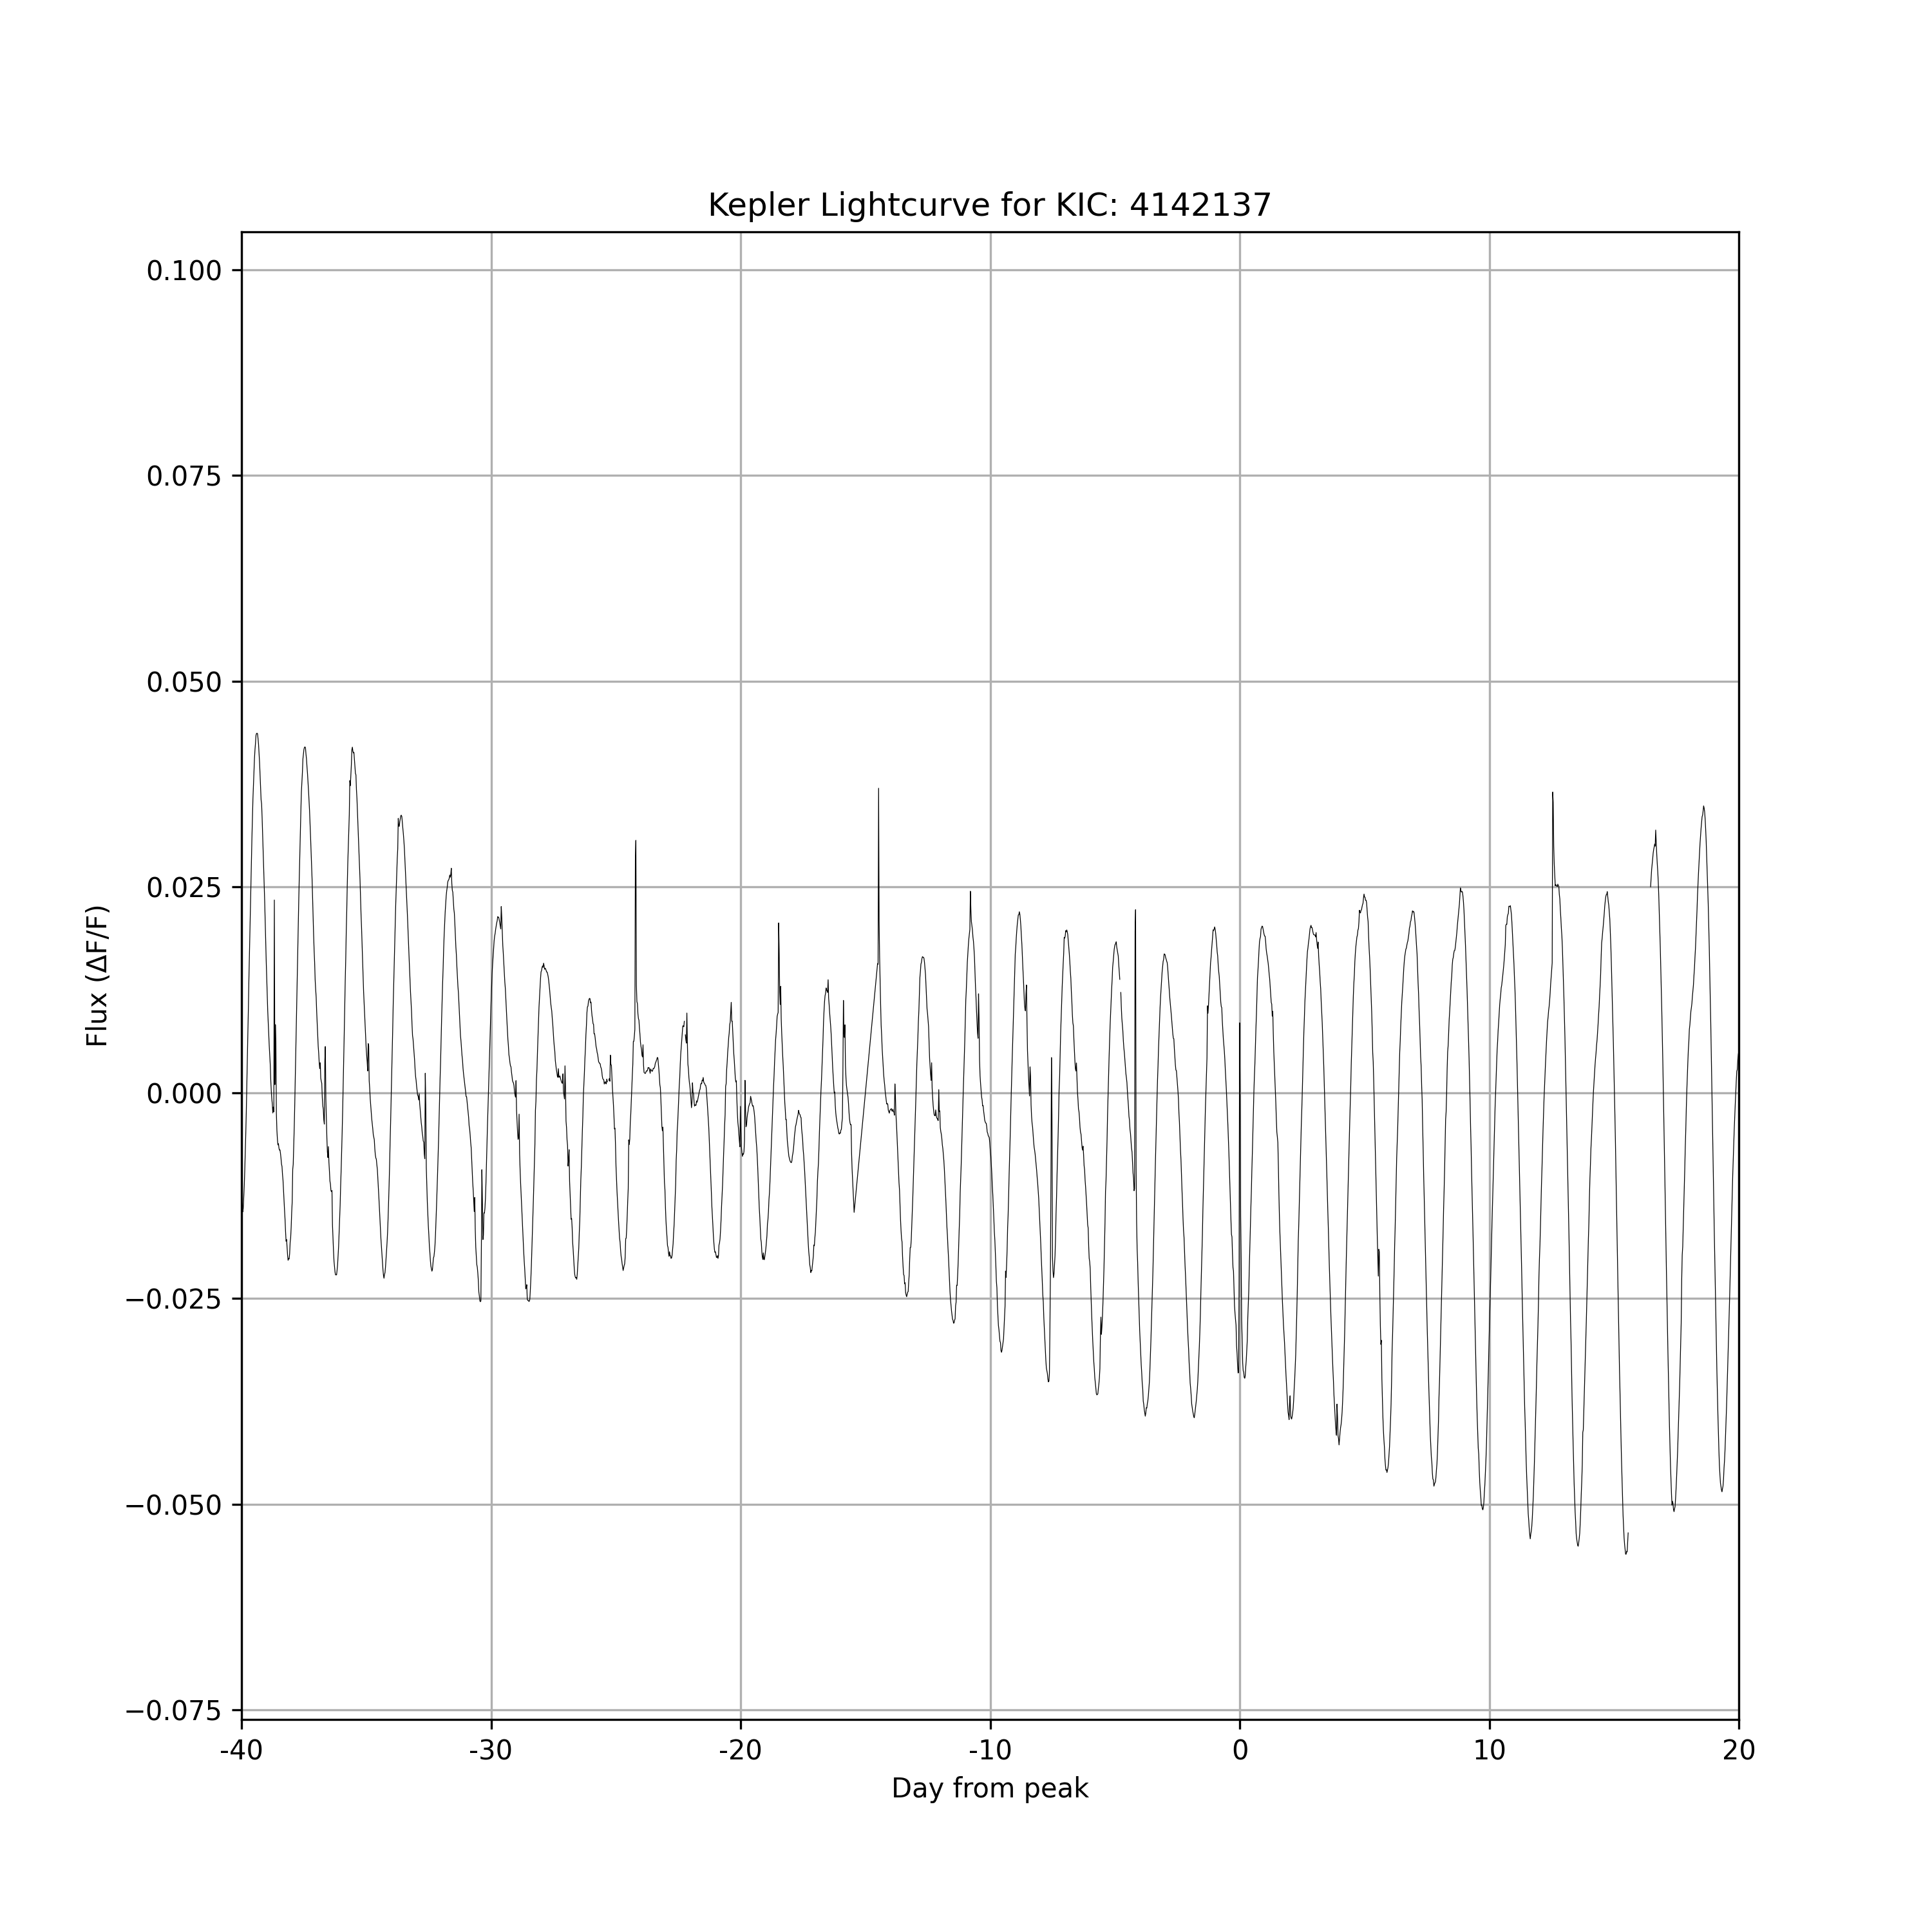 Kepler Lightcurve for KIC: 4142137
0.100
0.075
0.050
0.025
0.000
−0.025
−0.050
−0.075
Flux (ΔF/F)
-40 -30 -20 -10 0 10 20
Day from peak